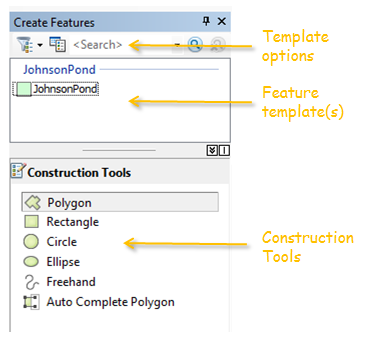 Create Features
<Search>
Template options
JohnsonPond
JohnsonPond
Feature template(s)
Construction Tools
Polygon
Rectangle
Circle
Ellipse
Freehand
Auto Complete Polygon
Construction Tools